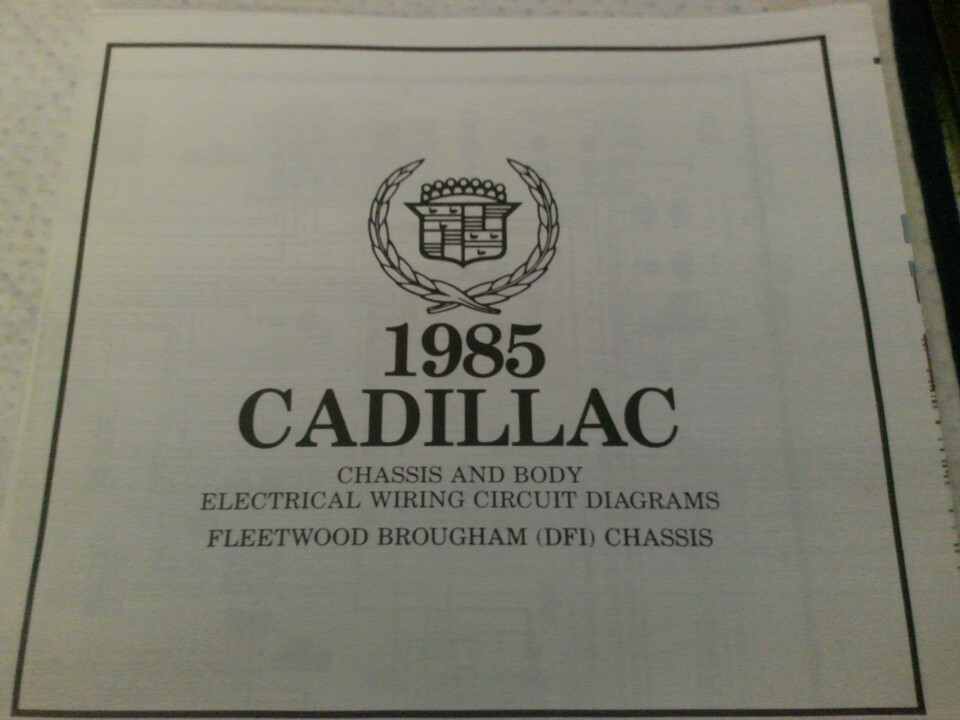 1985
CADILLAC
CHASSIS AND BODY
ELECTRICAL WIRING CIRCUIT DIAGRAMS
FLEETWOOD BROUGHAM (DFI) CHASSIS